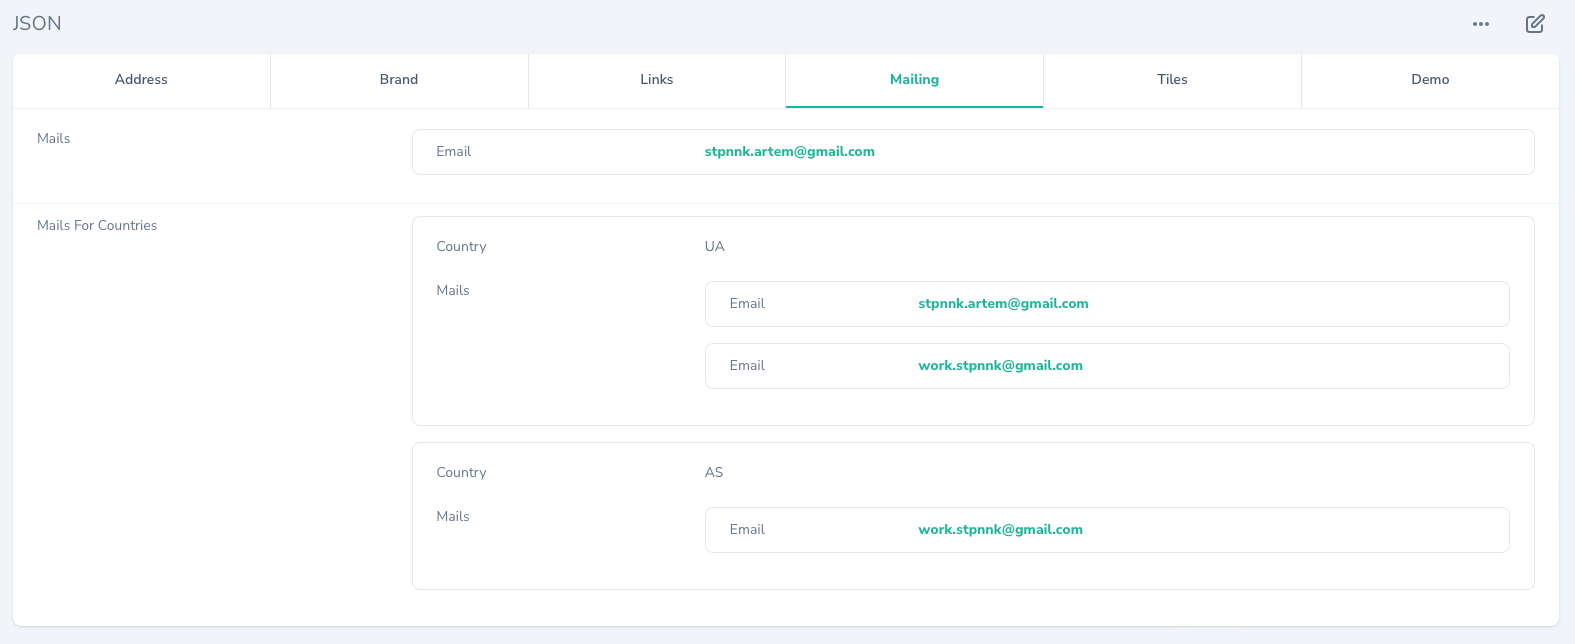 JSON
Address Brand Links Mailing Tiles Demo
Mails
Email stpnnk.artem@gmail.com
Mails For Countries
Country UA
Mails
Email stpnnk.artem@gmail.com
Email work.stpnnk@gmail.com
Country AS
Mails
Email work.stpnnk@gmail.com